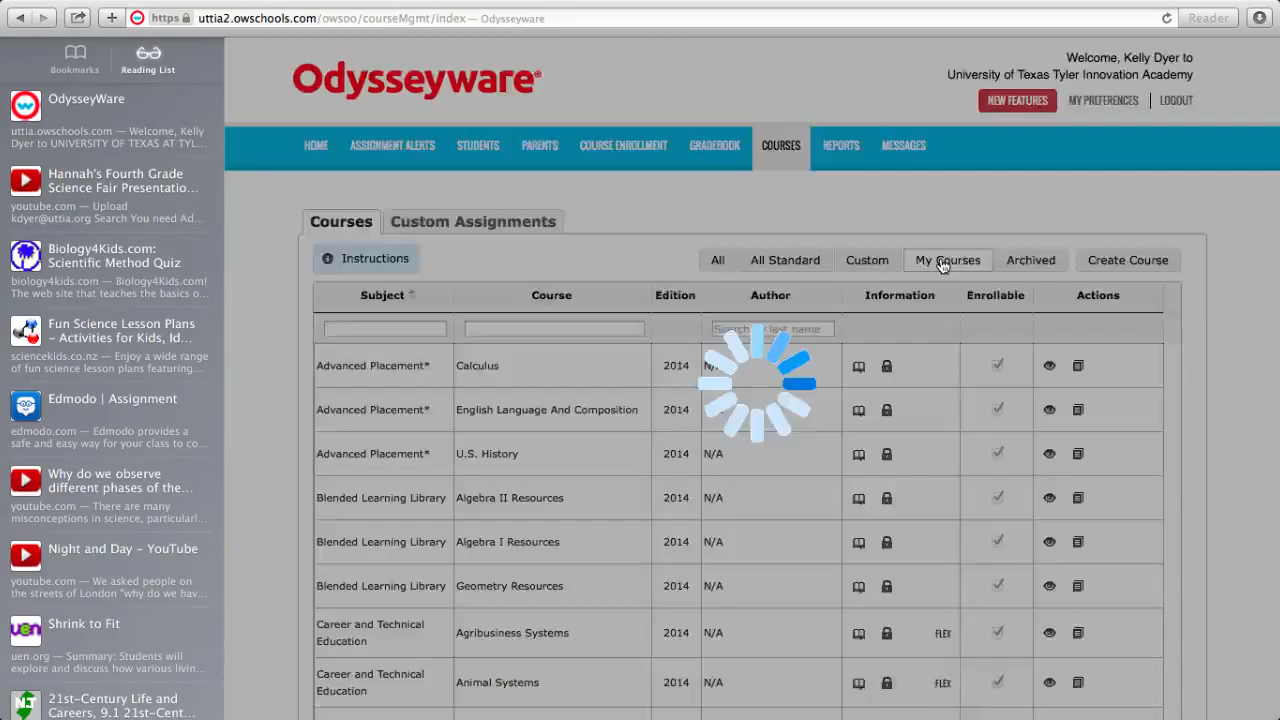 https uttia2.owschools.com/owsoo/courseMgmt/index — Odysseyware
Reader
Bookmarks
Reading List
OdysseyWare
uttia.owschools.com — Welcome, Kelly
Dyer to UNIVERSITY OF TEXAS AT TYL...
Hannah's Fourth Grade
Science Fair Presentatio...
youtube.com — Upload
kdyer@uttia.org Search You need Ad...
Biology4Kids.com:
Scientific Method Quiz
biology4kids.com — Biology4Kids.com!
The web site that teaches the basics o...
Fun Science Lesson Plans
– Activities for Kids, Id...
sciencekids.co.nz — Enjoy a wide range
of fun science lesson plans featuring...
Edmodo | Assignment
edmodo.com — Edmodo provides a
safe and easy way for your class to co...
Why do we observe
different phases of the...
youtube.com — There are many
misconceptions in science, particularl...
Night and Day – YouTube
youtube.com — We asked people on
the streets of London "why do we hav...
Shrink to Fit
uen
uen.org — Summary: Students will
explore and discuss how various livin...
21st-Century Life and
Careers, 9.1 21st-Cent...
Odysseyware®
Welcome, Kelly Dyer to
University of Texas Tyler Innovation Academy
NEW FEATURES
MY PREFERENCES | LOGOUT
HOME ASSIGNMENT ALERTS STUDENTS PARENTS COURSE ENROLLMENT GRADEBOOK COURSES REPORTS MESSAGES
Courses Custom Assignments
Instructions
All All Standard Custom My Courses Archived Create Course
Subject Course Edition Author Information Enrollable Actions
Search last name
Advanced Placement* Calculus 2014
Advanced Placement* English Language And Composition 2014
Advanced Placement* U.S. History 2014 N/A
Blended Learning Library Algebra II Resources 2014 N/A
Blended Learning Library Algebra I Resources 2014 N/A
Blended Learning Library Geometry Resources 2014 N/A
Career and Technical
Education Agribusiness Systems 2014 N/A FLEX
Career and Technical
Education Animal Systems 2014 N/A FLEX